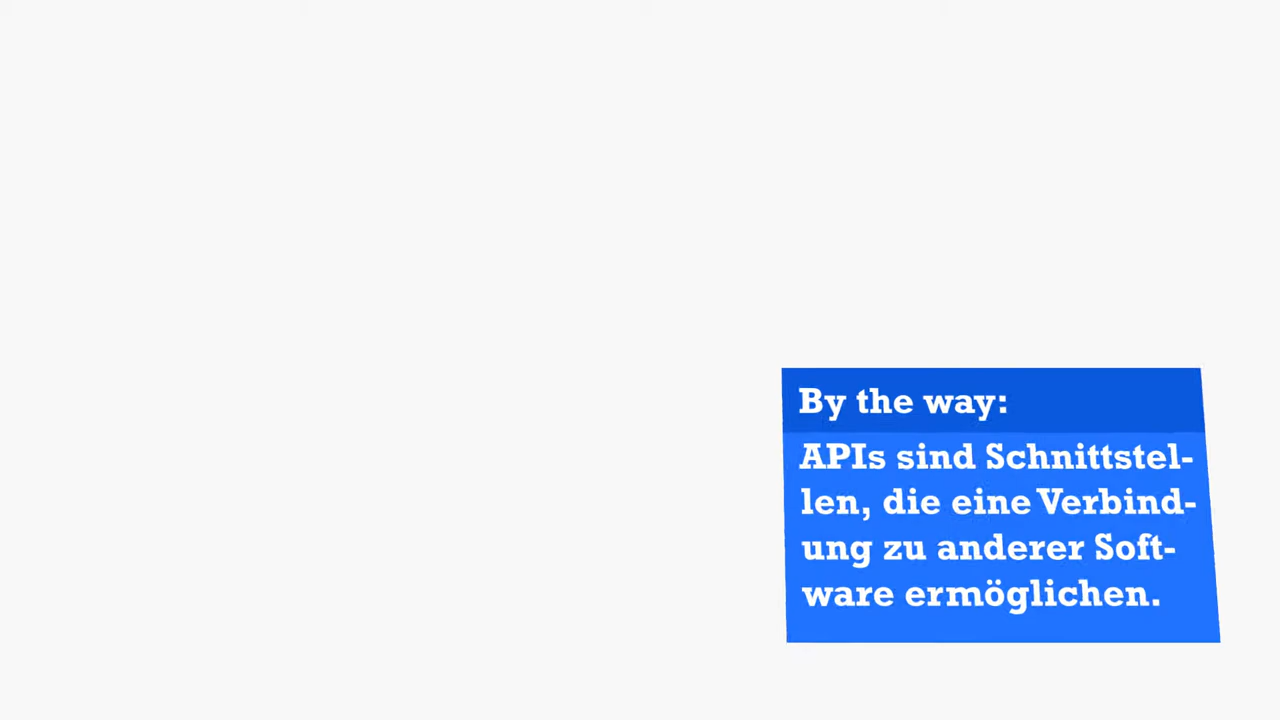 By the way:
APIs sind Schnittstel-
len, die eine Verbind-
ung zu anderer Soft-
ware ermöglichen.